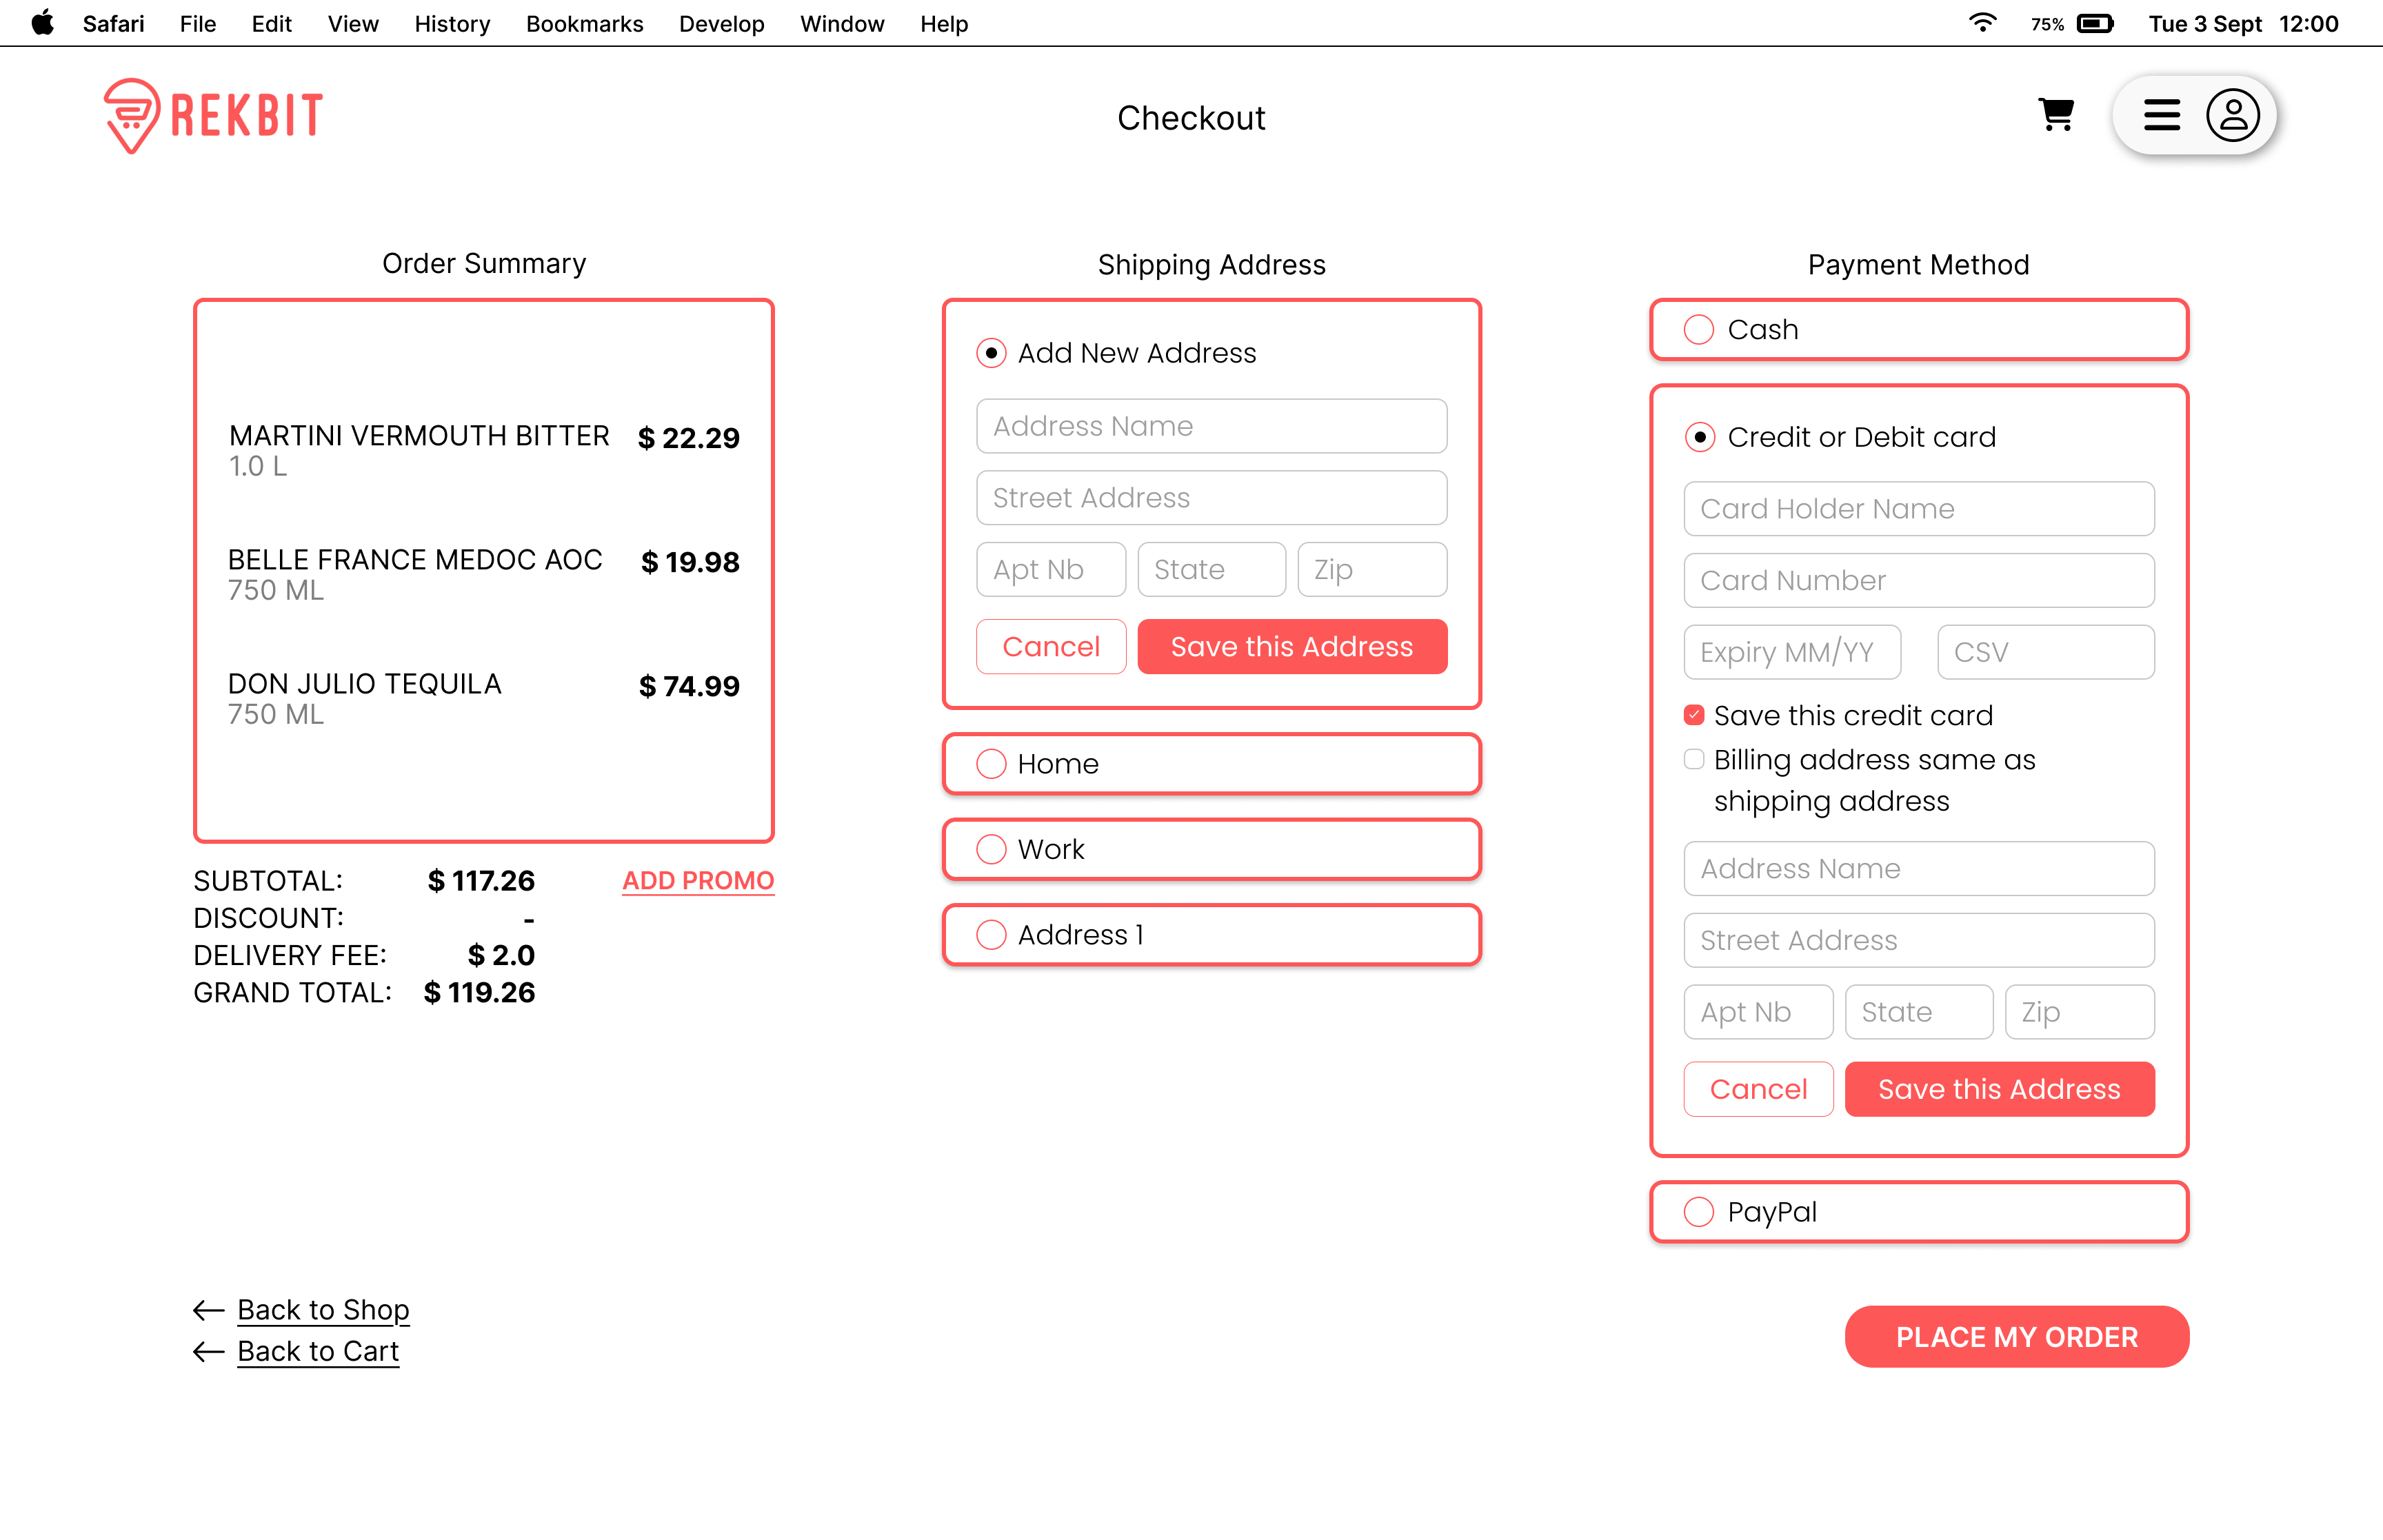 Safari File Edit View History Bookmarks Develop Window Help 75% Tue 3 Sept 12:00
REKBIT
Checkout
Order Summary
MARTINI VERMOUTH BITTER $ 22.29
1.0 L
BELLE FRANCE MEDOC AOC $ 19.98
750 ML
DON JULIO TEQUILA $ 74.99
750 ML
SUBTOTAL: $ 117.26 ADD PROMO
DISCOUNT: -
DELIVERY FEE: $ 2.0
GRAND TOTAL: $ 119.26
Shipping Address
Add New Address
Address Name
Street Address
Apt Nb State Zip
Cancel Save this Address
Home
Work
Address 1
Payment Method
Cash
Credit or Debit card
Card Holder Name
Card Number
Expiry MM/YY CSV
Save this credit card
Billing address same as
shipping address
Address Name
Street Address
Apt Nb State Zip
Cancel Save this Address
PayPal
Back to Shop
Back to Cart
PLACE MY ORDER